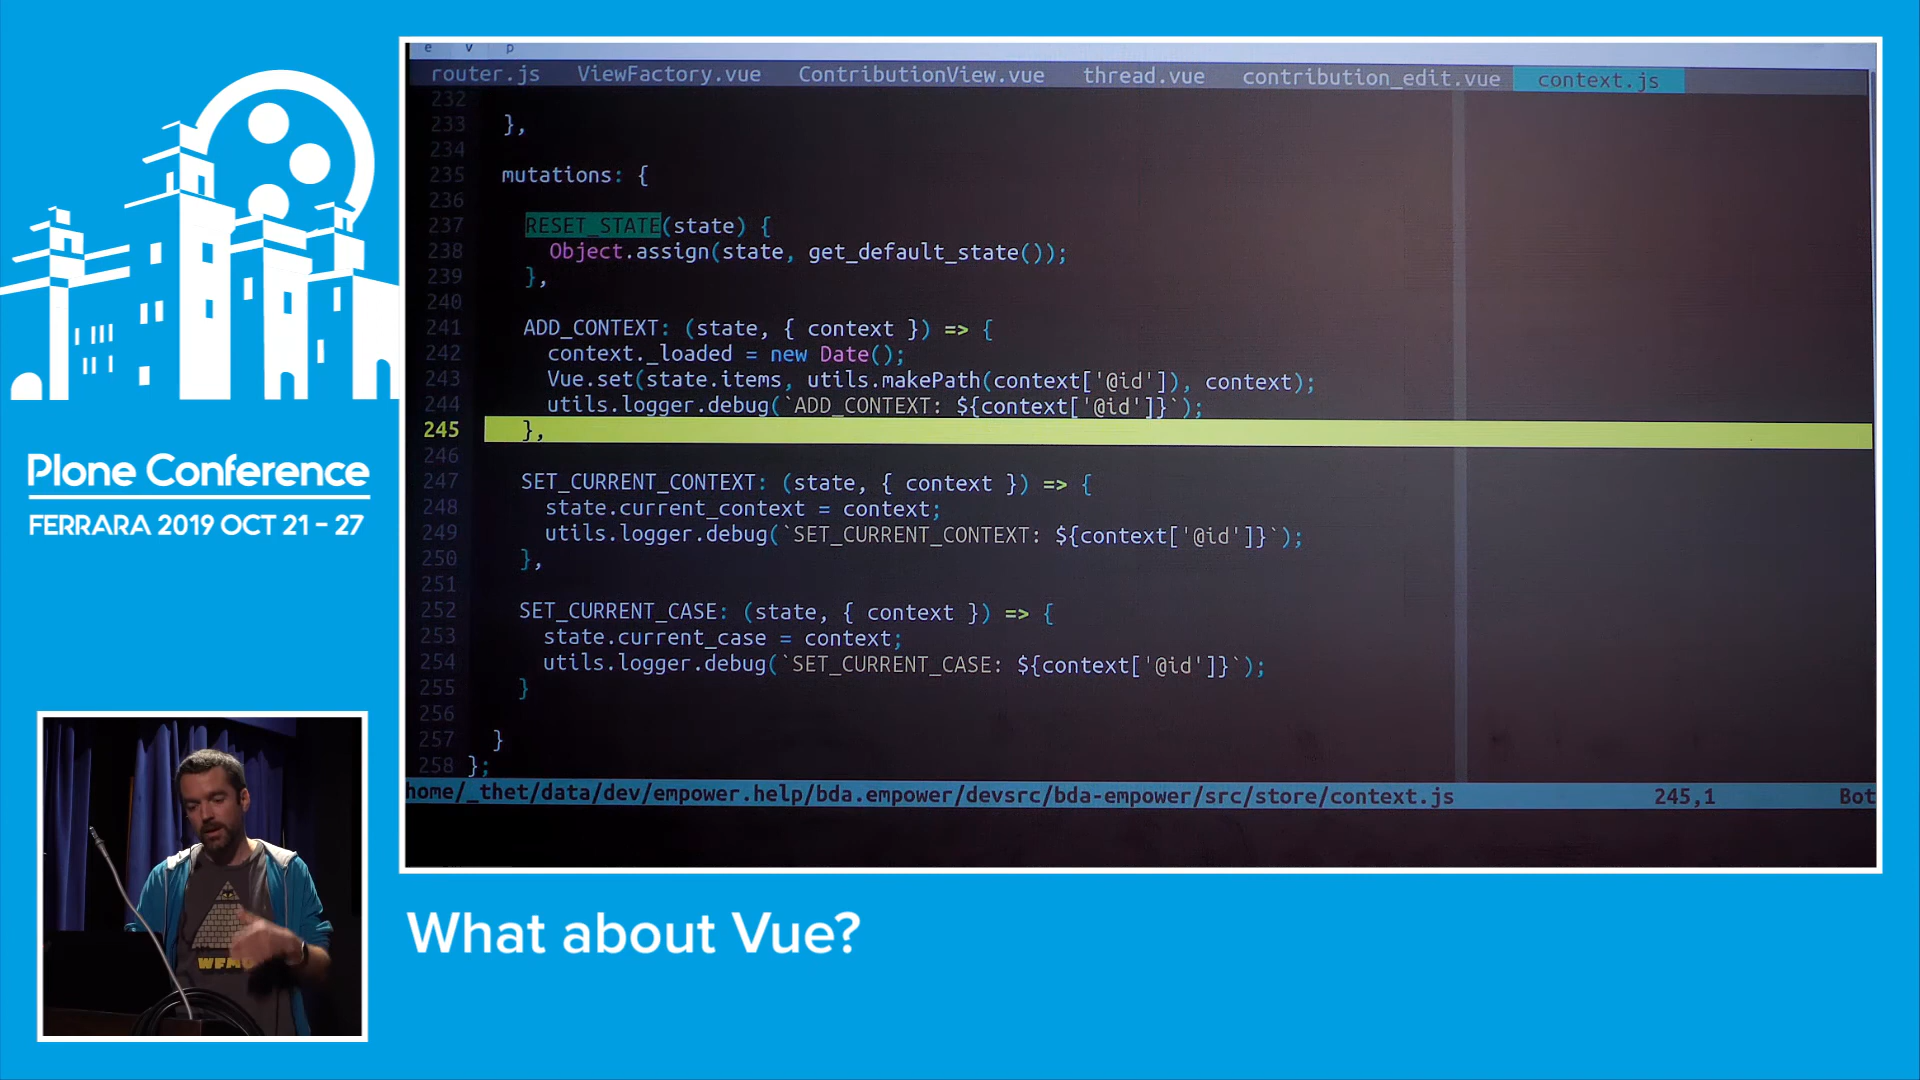 e v p
router.js ViewFactory.vue ContributionView.vue thread.vue contribution_edit.vue context.js
232
233 },
234
235 mutations: {
236
237 RESET_STATE(state) {
238 Object.assign(state, get_default_state());
239 },
240
241 ADD_CONTEXT: (state, { context }) => {
242 context._loaded = new Date();
243 Vue.set(state.items, utils.makePath(context['@id']), context);
244 utils.logger.debug(`ADD_CONTEXT: ${context['@id']}`);
245 },
246
247 SET_CURRENT_CONTEXT: (state, { context }) => {
248 state.current_context = context;
249 utils.logger.debug(`SET_CURRENT_CONTEXT: ${context['@id']}`);
250 },
251
252 SET_CURRENT_CASE: (state, { context }) => {
253 state.current_case = context;
254 utils.logger.debug(`SET_CURRENT_CASE: ${context['@id']}`);
255 }
256
257 }
258 };
home/_thet/data/dev/empower.help/bda.empower/devsrc/bda-empower/src/store/context.js 245,1 Bot
Plone Conference
FERRARA 2019 OCT 21 - 27
What about Vue?